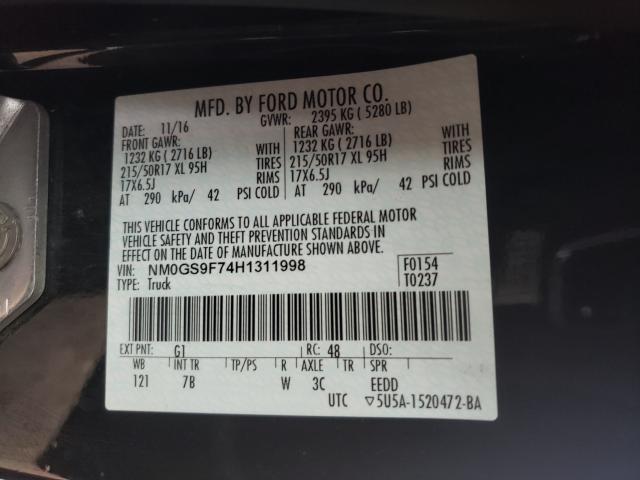 MFD. BY FORD MOTOR CO.
DATE: 11/16 GVWR: 2395 KG ( 5280 LB)
FRONT GAWR: REAR GAWR:
1232 KG ( 2716 LB) WITH 1232 KG ( 2716 LB) WITH
215/50R17 XL 95H TIRES 215/50R17 XL 95H TIRES
17X6.5J RIMS 17X6.5J RIMS
AT 290 kPa/ 42 PSI COLD AT 290 kPa/ 42 PSI COLD
THIS VEHICLE CONFORMS TO ALL APPLICABLE FEDERAL MOTOR
VEHICLE SAFETY AND THEFT PREVENTION STANDARDS IN
EFFECT ON THE DATE OF MANUFACTURE SHOWN ABOVE.
VIN: NM0GS9F74H1311998 F0154
TYPE: Truck T0237
EXT PNT: G1 RC: 48 DSO:
WB INT TR TP/PS R AXLE TR SPR
121 7B W 3C EEDD
UTC ▽5U5A-1520472-BA